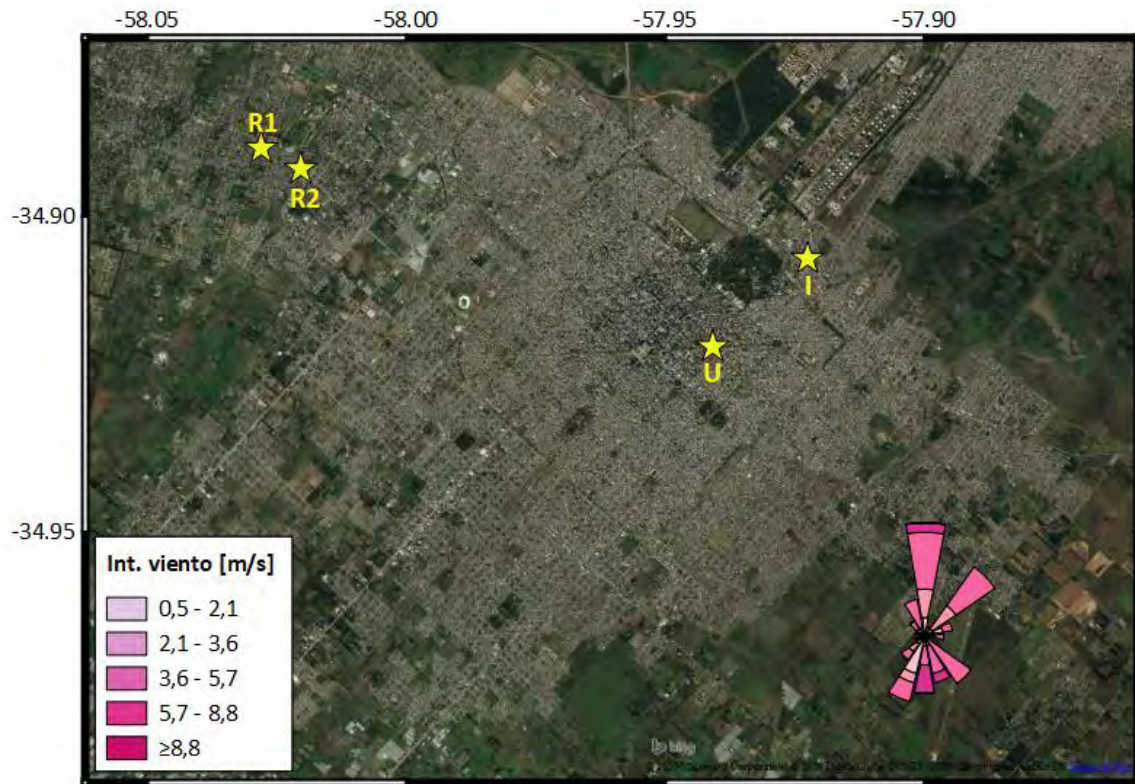 -58.05 -58.00 -57.95 -57.90
R1
R2
-34.90
I
U
-34.95
Int. viento [m/s]
0,5 - 2,1
2,1 - 3,6
3,6 - 5,7
5,7 - 8,8
≥8,8